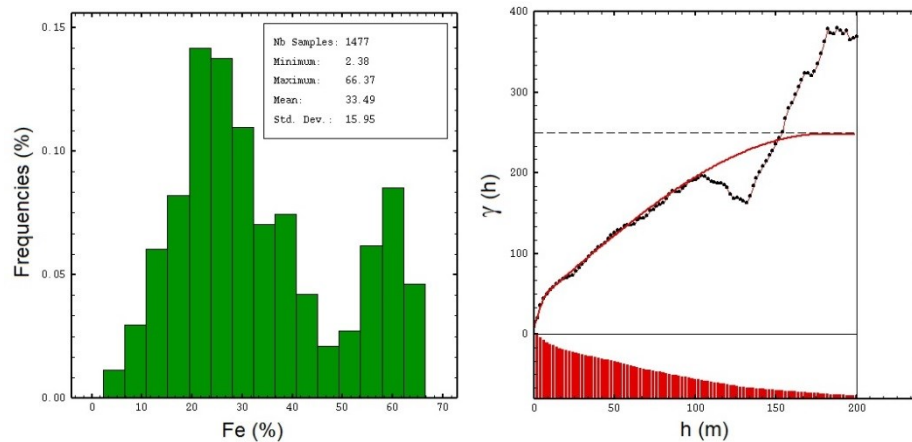 0.15
0.10
0.05
0.00
Frequencies (%)
Nb Samples: 1477
Minimum: 2.38
Maximum: 66.37
Mean: 33.49
Std. Dev.: 15.95
0 10 20 30 40 50 60 70
Fe (%)
400
300
200
100
0
γ (h)
0 50 100 150 200
h (m)